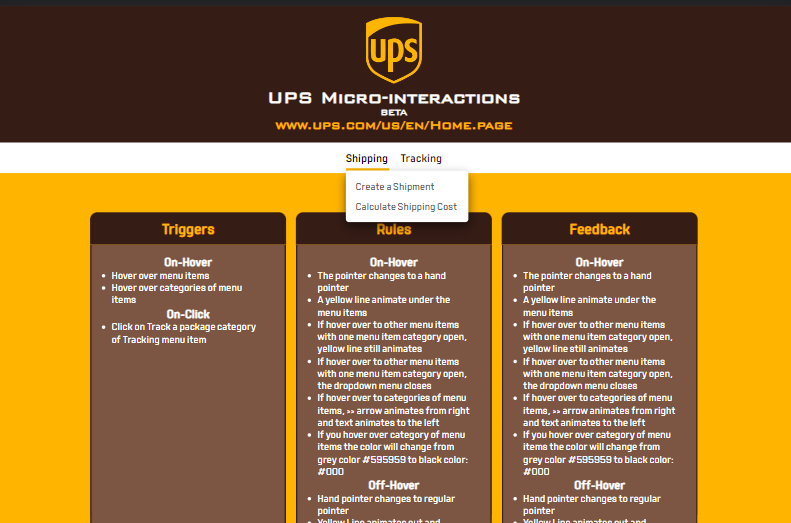 ups
UPS Micro-interactions
BETA
www.ups.com/us/en/Home.page
Shipping Tracking
Create a Shipment
Calculate Shipping Cost
Triggers
On-Hover
Hover over menu items
Hover over categories of menu
items
On-Click
Click on Track a package category
of Tracking menu item
Rules
On-Hover
The pointer changes to a hand
pointer
A yellow line animate under the
menu items
If hover over to other menu items
with one menu item category open,
yellow line still animates
If hover over to other menu items
with one menu item category open,
the dropdown menu closes
If hover over to categories of menu
items, >> arrow animates from right
and text animates to the left
If you hover over category of menu
items the color will change from
grey color #595959 to black color:
#000
Off-Hover
Hand pointer changes to regular
pointer
Yellow Line animates out and
Feedback
On-Hover
The pointer changes to a hand
pointer
A yellow line animate under the
menu items
If hover over to other menu items
with one menu item category open,
yellow line still animates
If hover over to other menu items
with one menu item category open,
the dropdown menu closes
If hover over to categories of menu
items, >> arrow animates from right
and text animates to the left
If you hover over category of menu
items the color will change from
grey color #595959 to black color:
#000
Off-Hover
Hand pointer changes to regular
pointer
Yellow Line animates out and